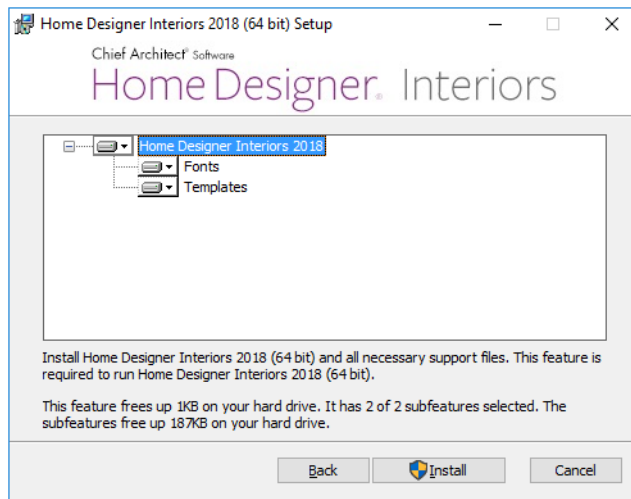 Home Designer Interiors 2018 (64 bit) Setup
Chief Architect® Software
Home Designer® Interiors
Home Designer Interiors 2018
Fonts
Templates
Install Home Designer Interiors 2018 (64 bit) and all necessary support files. This feature is
required to run Home Designer Interiors 2018 (64 bit).
This feature frees up 1KB on your hard drive. It has 2 of 2 subfeatures selected. The
subfeatures free up 187KB on your hard drive.
Back Install Cancel